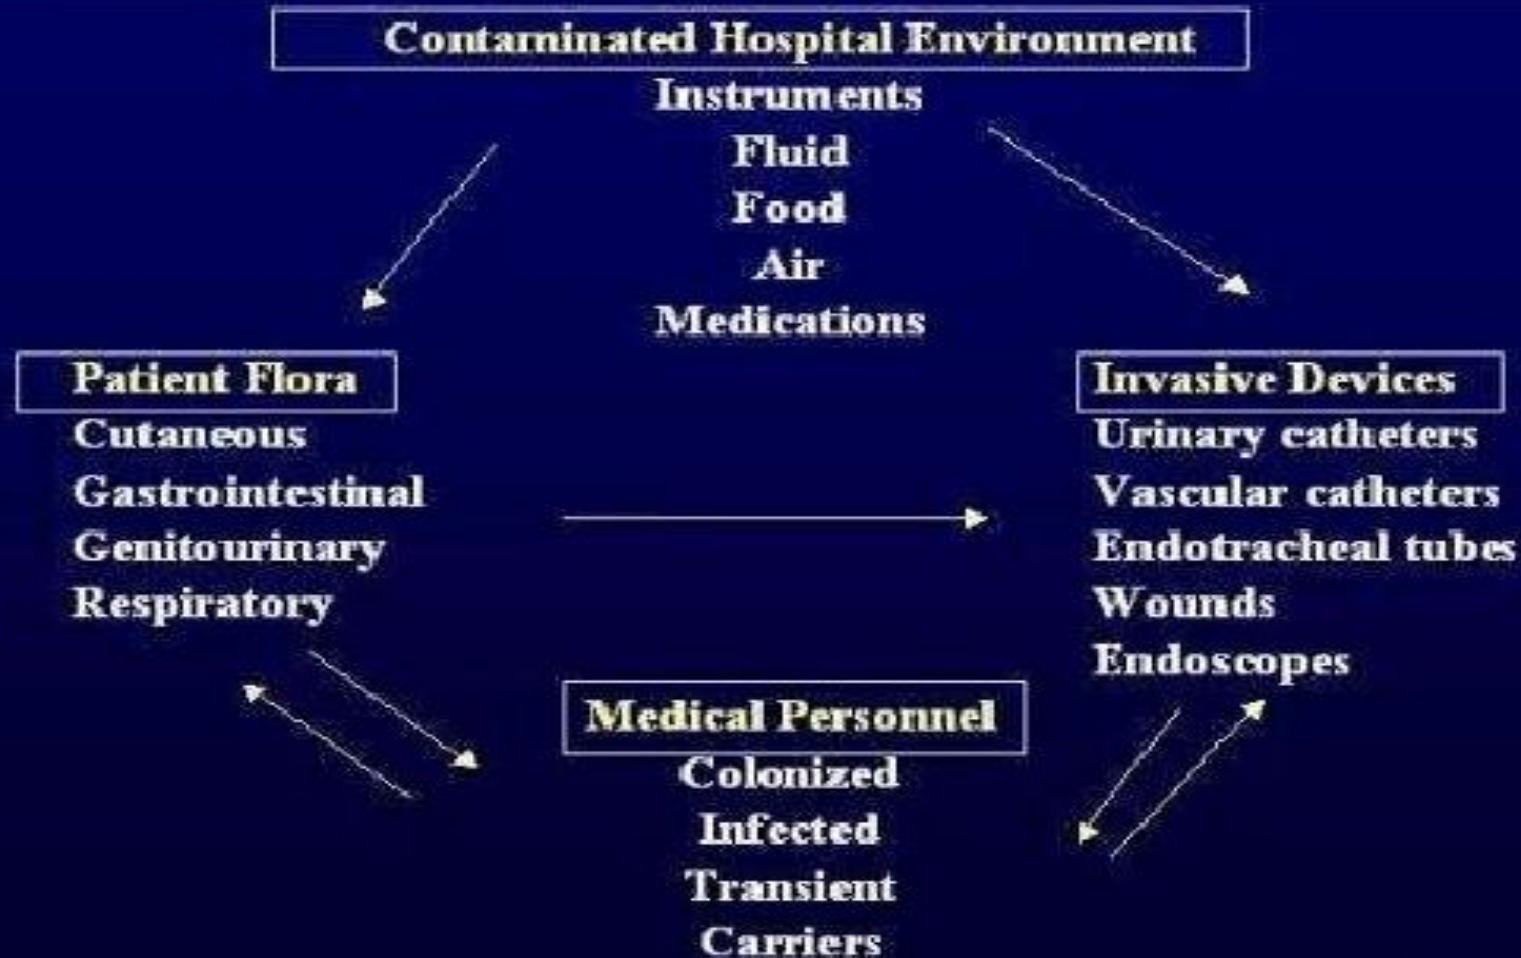 Contaminated Hospital Environment
Instruments
Fluid
Food
Air
Medications
Patient Flora
Cutaneous
Gastrointestinal
Genitourinary
Respiratory
Invasive Devices
Urinary catheters
Vascular catheters
Endotracheal tubes
Wounds
Endoscopes
Medical Personnel
Colonized
Infected
Transient
Carriers